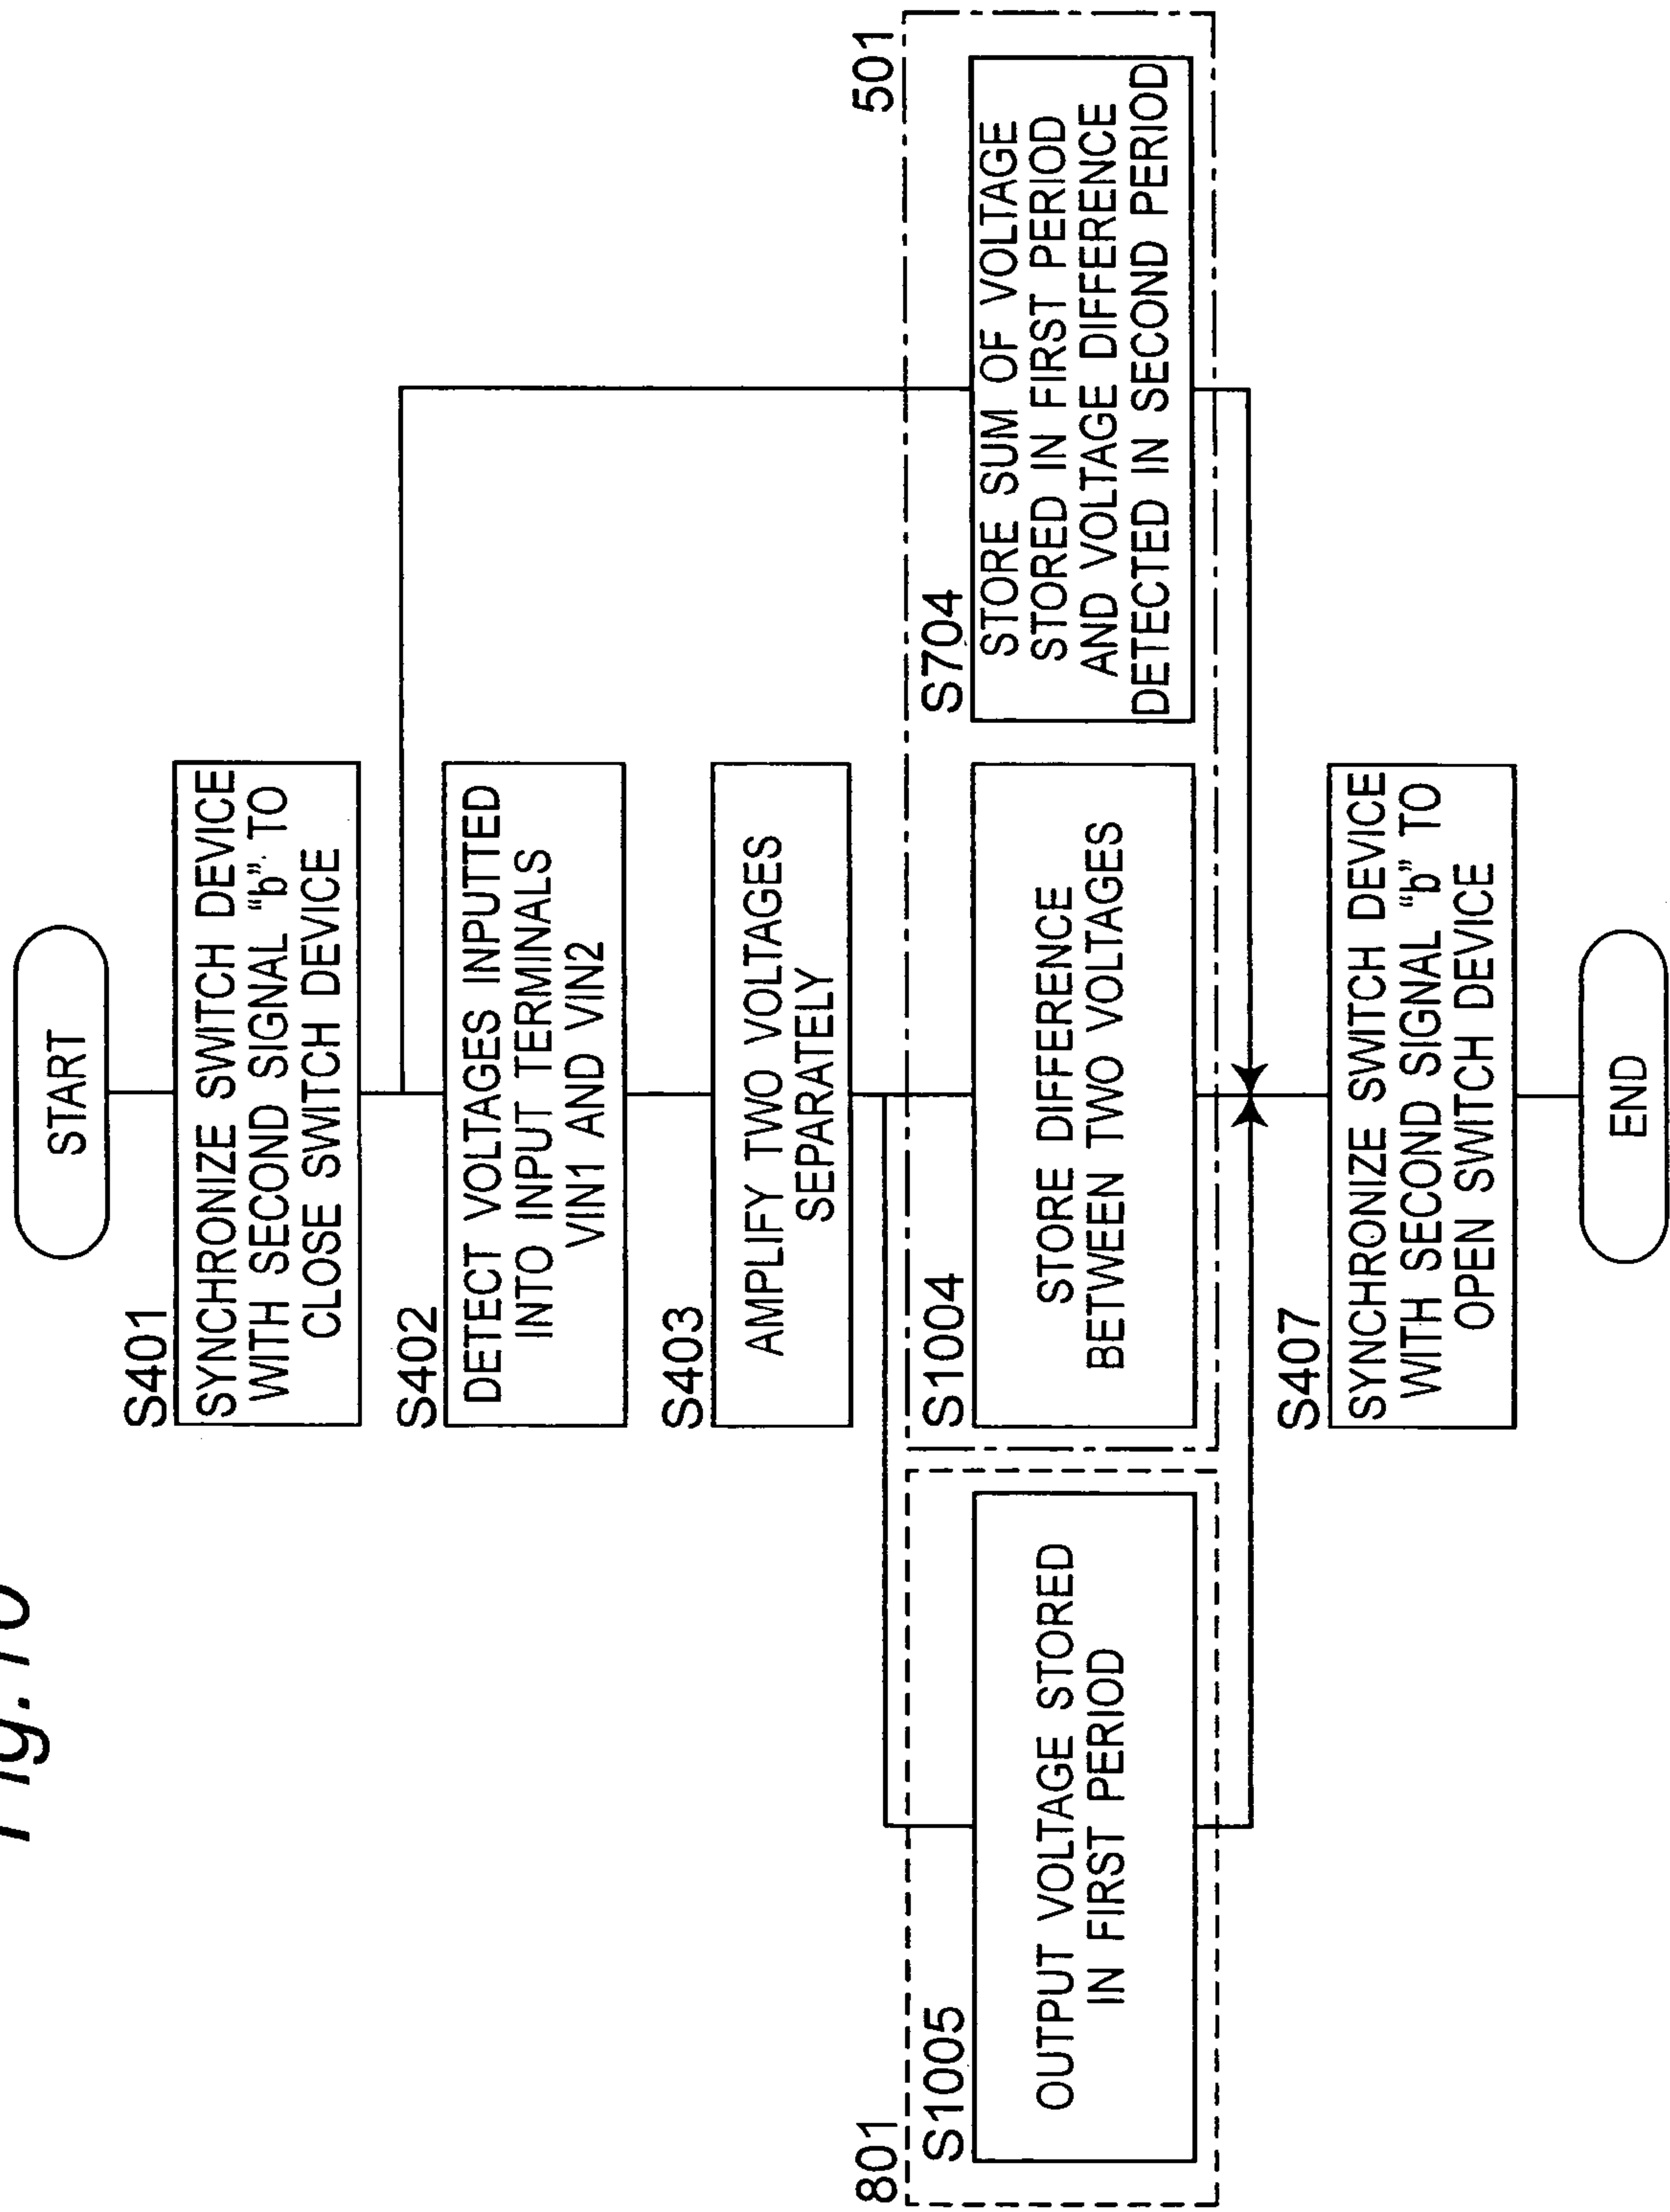 Fig.10
START
S401
SYNCHRONIZE SWITCH DEVICE
WITH SECOND SIGNAL "b" TO
CLOSE SWITCH DEVICE
S402
DETECT VOLTAGES INPUTTED
INTO INPUT TERMINALS
VIN1 AND VIN2
S403
AMPLIFY TWO VOLTAGES
SEPARATELY
801
S1005
OUTPUT VOLTAGE STORED
IN FIRST PERIOD
S1004
STORE DIFFERENCE
BETWEEN TWO VOLTAGES
501
S704
STORE SUM OF VOLTAGE
STORED IN FIRST PERIOD
AND VOLTAGE DIFFERENCE
DETECTED IN SECOND PERIOD
S407
SYNCHRONIZE SWITCH DEVICE
WITH SECOND SIGNAL "b" TO
OPEN SWITCH DEVICE
END